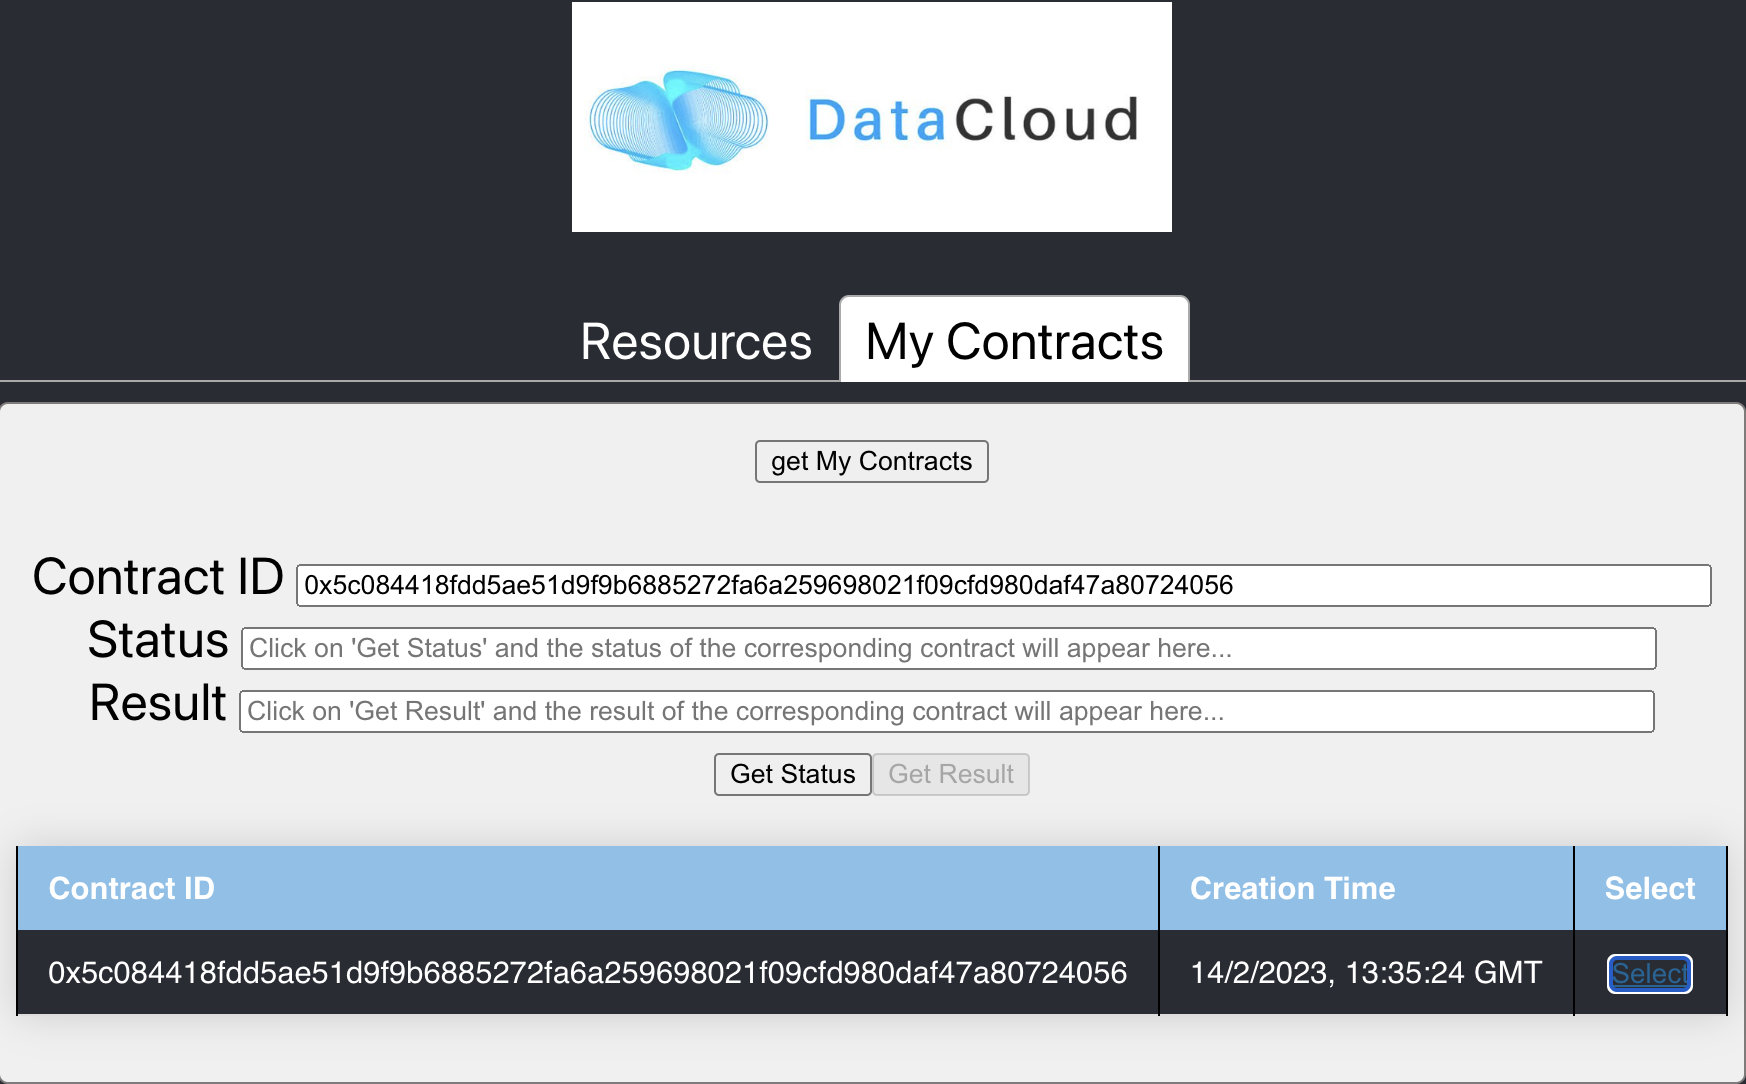 DataCloud
Resources My Contracts
get My Contracts
Contract ID 0x5c084418fdd5ae51d9f9b6885272fa6a259698021f09cfd980daf47a80724056
Status Click on 'Get Status' and the status of the corresponding contract will appear here...
Result Click on 'Get Result' and the result of the corresponding contract will appear here...
Get Status Get Result
Contract ID Creation Time Select
0x5c084418fdd5ae51d9f9b6885272fa6a259698021f09cfd980daf47a80724056 14/2/2023, 13:35:24 GMT Select